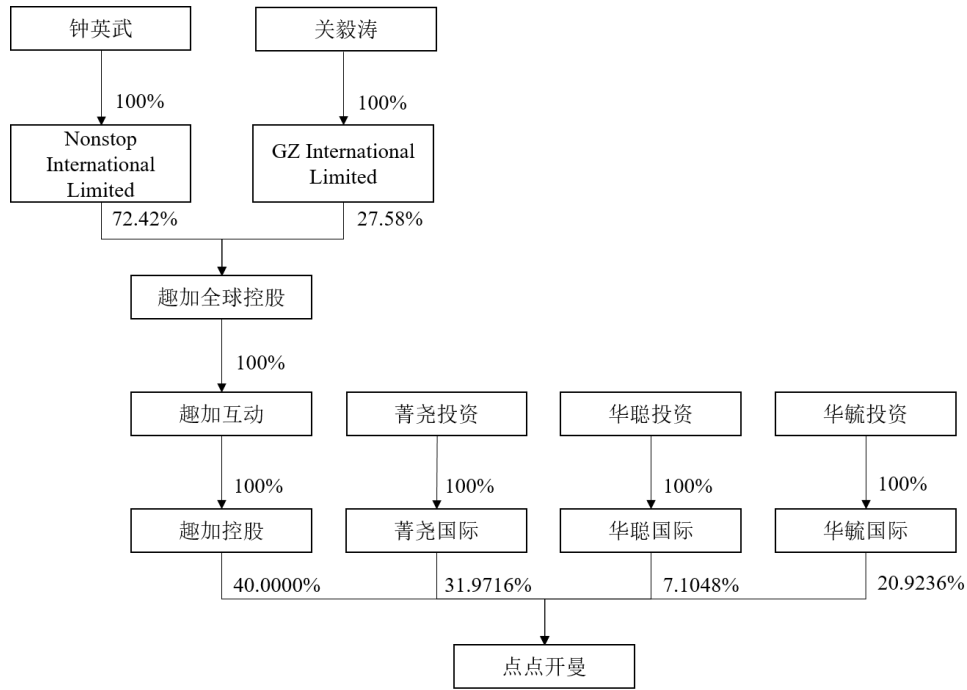 钟英武
关毅涛
100%
100%
Nonstop
International
Limited
GZ International
Limited
72.42%
27.58%
趣加全球控股
100%
趣加互动
菁尧投资
华聪投资
华毓投资
100%
100%
100%
100%
趣加控股
菁尧国际
华聪国际
华毓国际
40.0000%
31.9716%
7.1048%
20.9236%
点点开曼